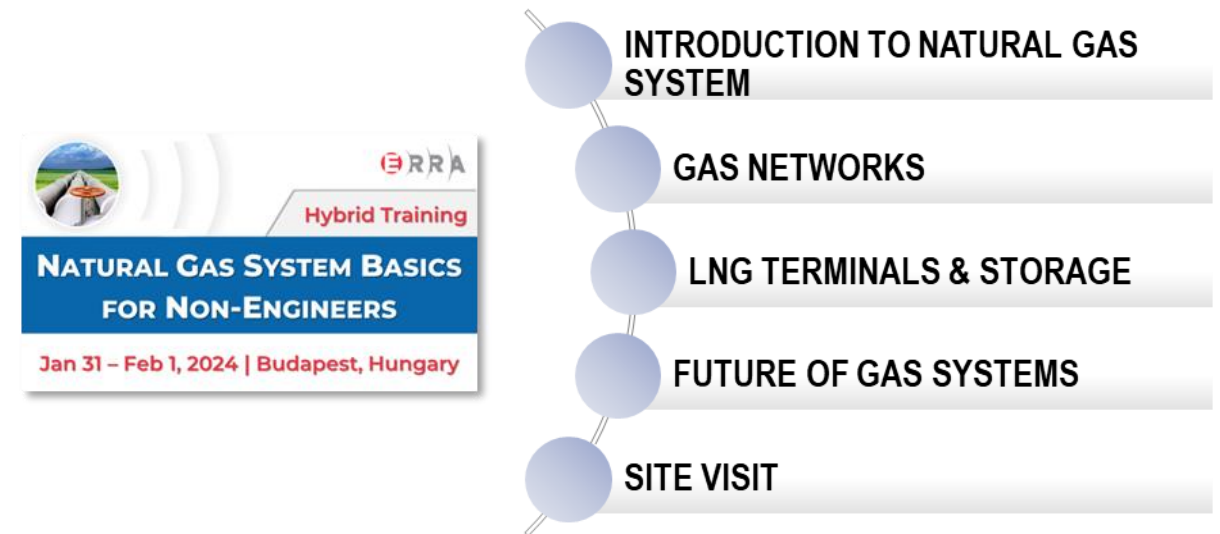 ERRA
Hybrid Training
NATURAL GAS SYSTEM BASICS
FOR NON-ENGINEERS
Jan 31 – Feb 1, 2024 | Budapest, Hungary
INTRODUCTION TO NATURAL GAS
SYSTEM
GAS NETWORKS
LNG TERMINALS & STORAGE
FUTURE OF GAS SYSTEMS
SITE VISIT